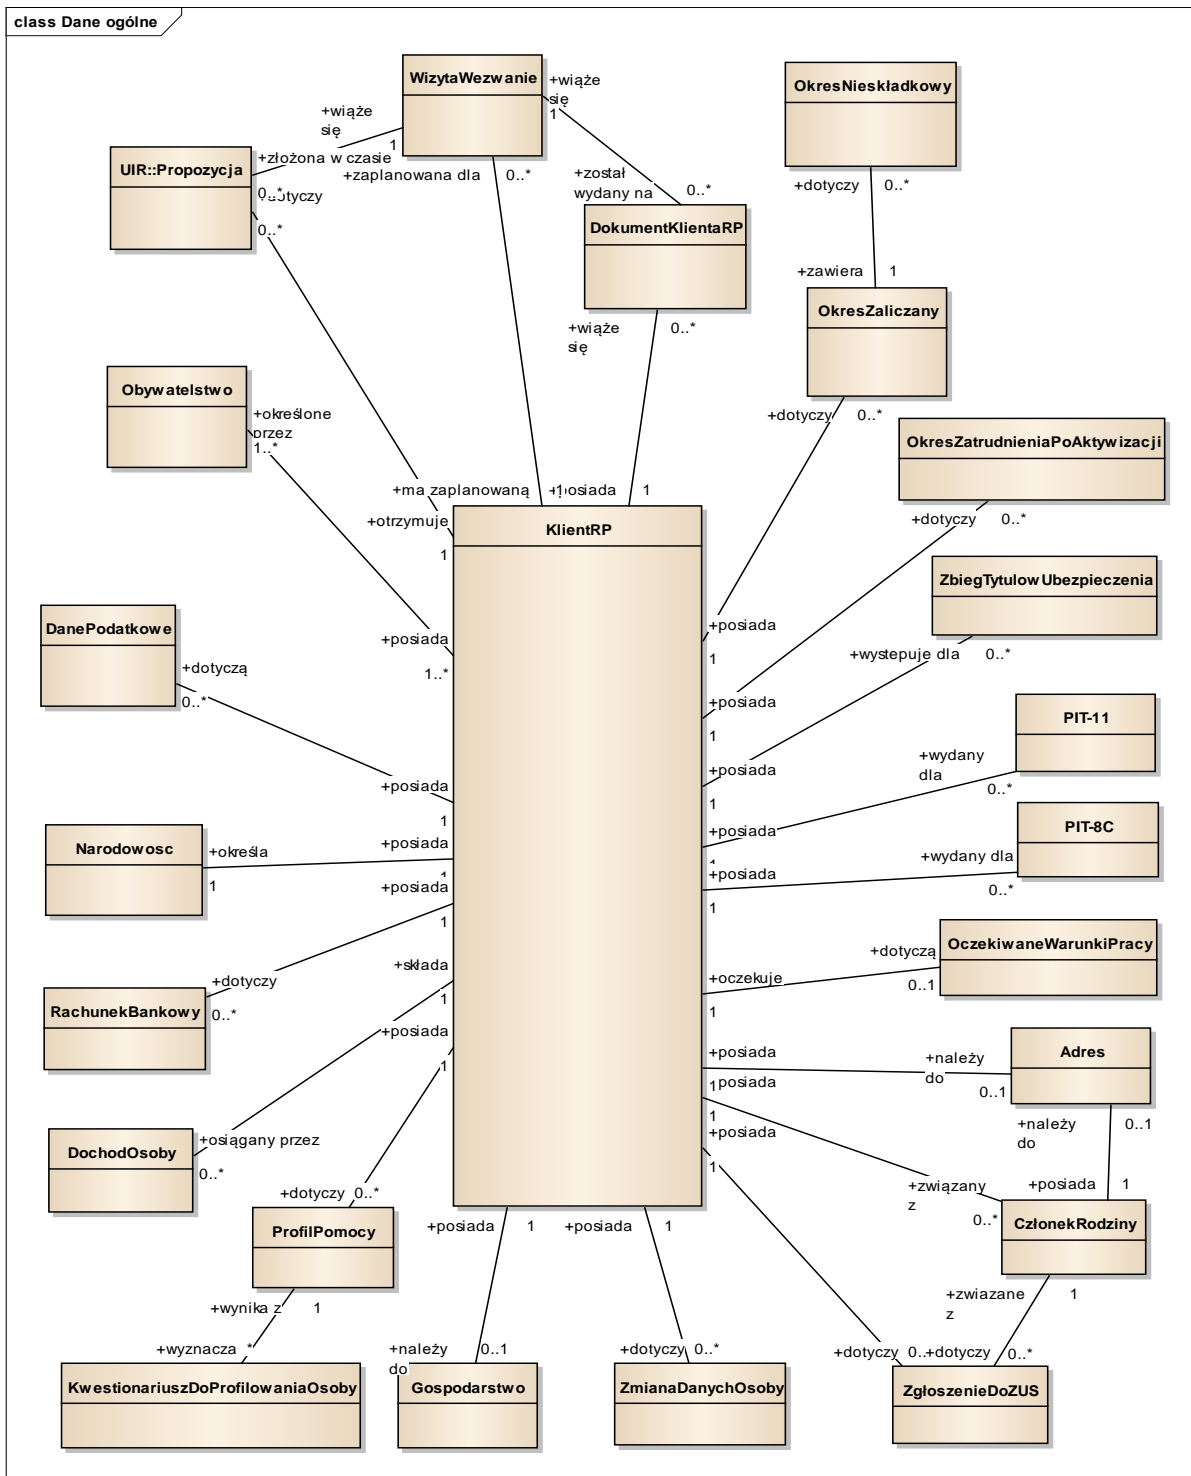 class Dane ogólne
WizytaWezwanie
+wiąże
się
1
OkresNieskładkowy
+wiąże
się
1
UIR::Propozycja
+złożona w czasie
0..*
+zaplanowana dla
0..*
+dotyczy
0..*
+został
wydany na
0..*
DokumentKlientaRP
+wiąże
się
0..*
+dotyczy
0..*
+zawiera
1
OkresZaliczany
+dotyczy
0..*
Obywatelstwo
+określone
przez
1..*
OkresZatrudnieniaPoAktywizacji
+dotyczy
0..*
+ma zaplanowaną
1
+posiada
1
+otrzymuje
1
KlientRP
ZbiegTytulowUbezpieczenia
+wystepuje dla
0..*
DanePodatkowe
+dotyczą
0..*
+posiada
1..*
+posiada
1
+posiada
1
+posiada
1
PIT-11
+wydany
dla
0..*
+posiada
1
+posiada
1
PIT-8C
+wydany dla
0..*
+posiada
1
Narodowosc
+określa
1
+posiada
1
+posiada
1
RachunekBankowy
+dotyczy
0..*
+składa
1
OczekiwaneWarunkiPracy
+dotyczą
0..1
+oczekuje
1
+posiada
1
Adres
+należy
do
0..1
+posiada
1
+posiada
1
+posiada
1
+należy
do
0..1
DochodOsoby
+osiągany przez
0..*
+dotyczy
0..*
+związany
z
0..*
+posiada
1
CzłonekRodziny
ProfilPomocy
+posiada
1
+posiada
1
+wynika z
1
+zwiazane
z
1
+wyznacza
*
+należy
do
0..1
+dotyczy
0..*
+dotyczy
0..*
+dotyczy
0..*
KwestionariuszDoProfilowaniaOsoby
Gospodarstwo
ZmianaDanychOsoby
ZgłoszenieDoZUS